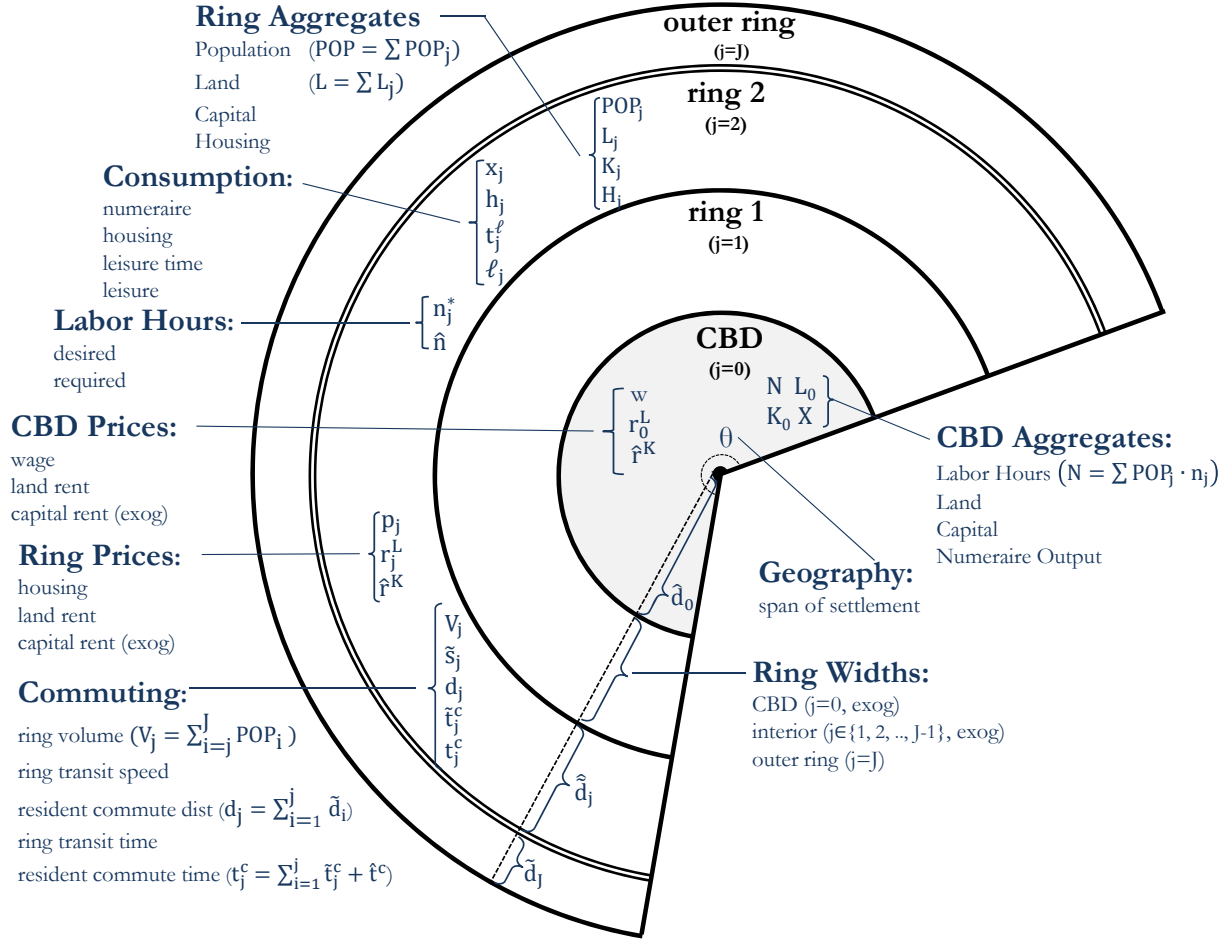 Ring Aggregates
Population (POP = ∑ POPⱼ)
Land (L = ∑ Lⱼ)
Capital
Housing
outer ring
(j=J)
ring 2
(j=2)
POPⱼ
Lⱼ
Kⱼ
Hⱼ
Consumption:
numeraire
housing
leisure time
leisure
xⱼ
hⱼ
tⱼ^ℓ
ℓⱼ
ring 1
(j=1)
Labor Hours:
desired
required
nⱼ*
n̂
CBD
(j=0)
N L₀
K₀ X
w
r₀ᴸ
r̂ᴷ
θ
CBD Prices:
wage
land rent
capital rent (exog)
CBD Aggregates:
Labor Hours (N = ∑ POPⱼ · nⱼ)
Land
Capital
Numeraire Output
Ring Prices:
housing
land rent
capital rent (exog)
pⱼ
rⱼᴸ
r̂ᴷ
Geography:
span of settlement
d̂₀
Commuting:
ring volume (Vⱼ = ∑ᵢ₌ⱼᴶ POPᵢ )
ring transit speed
resident commute dist (dⱼ = ∑ᵢ₌₁ʲ d̃ᵢ)
ring transit time
resident commute time (tⱼᶜ = ∑ᵢ₌₁ʲ t̃ⱼᶜ + t̂ᶜ)
Vⱼ
s̃ⱼ
dⱼ
t̃ⱼᶜ
tⱼᶜ
Ring Widths:
CBD (j=0, exog)
interior (j∈{1, 2, .., J-1}, exog)
outer ring (j=J)
d̃̂ⱼ
d̃_J